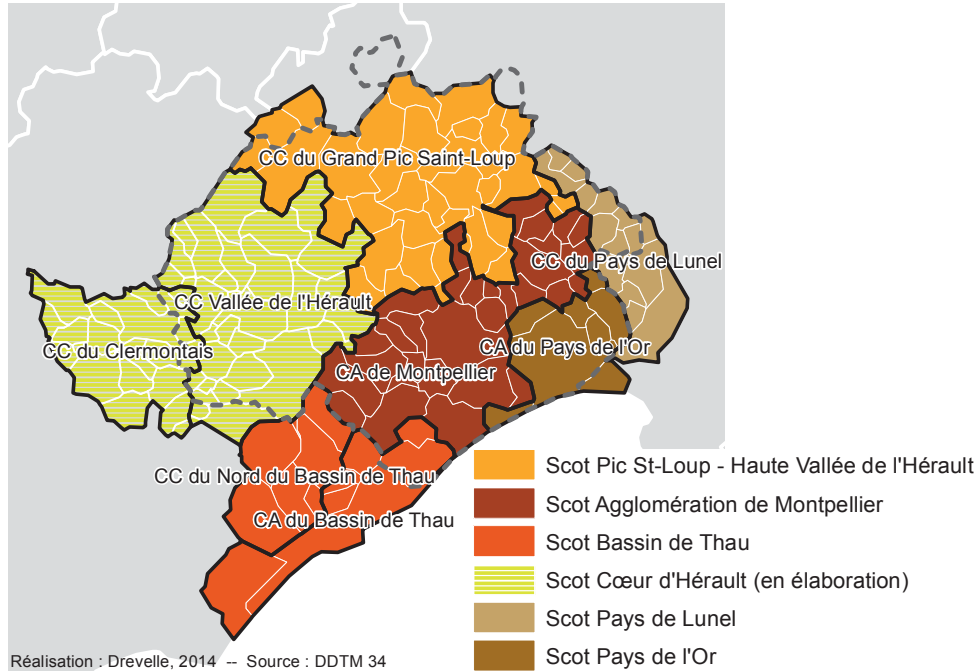 CC du Grand Pic Saint-Loup
CC du Pays de Lunel
CC Vallée de l'Hérault
CC du Clermontais
CA du Pays de l'Or
CA de Montpellier
CC du Nord du Bassin de Thau
CA du Bassin de Thau
Scot Pic St-Loup - Haute Vallée de l'Hérault
Scot Agglomération de Montpellier
Scot Bassin de Thau
Scot Cœur d'Hérault (en élaboration)
Scot Pays de Lunel
Scot Pays de l'Or
Réalisation : Drevelle, 2014 -- Source : DDTM 34